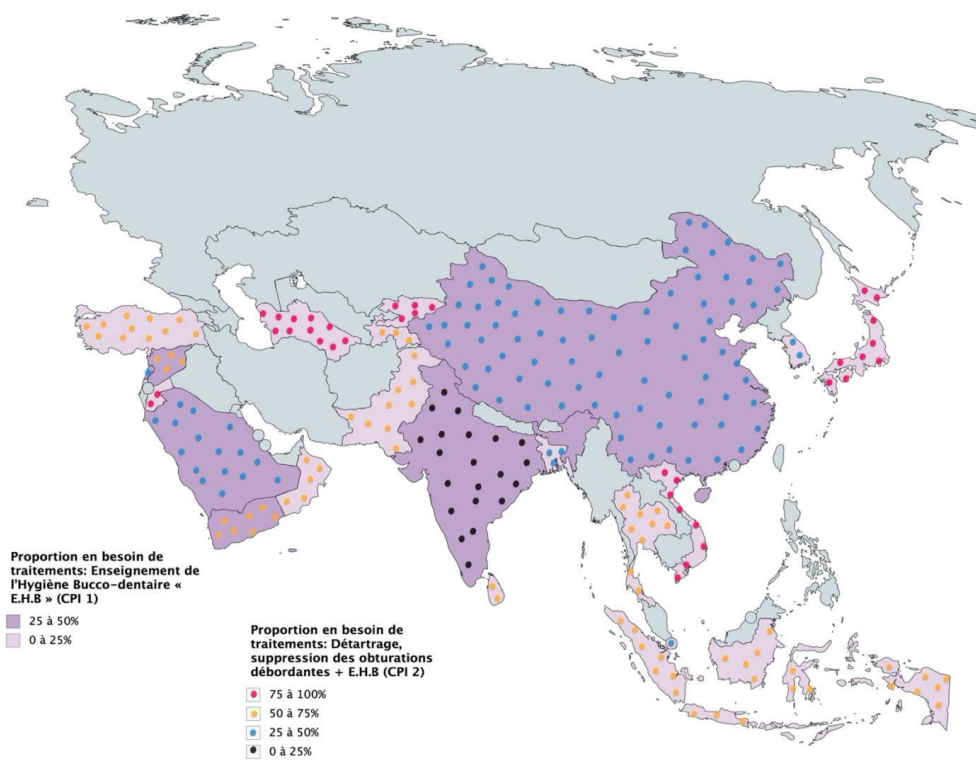 Proportion en besoin de
traitements: Enseignement de
l'Hygiène Bucco-dentaire «
E.H.B » (CPI 1)
25 à 50%
0 à 25%
Proportion en besoin de
traitements: Détartrage,
suppression des obturations
débordantes + E.H.B (CPI 2)
75 à 100%
50 à 75%
25 à 50%
0 à 25%